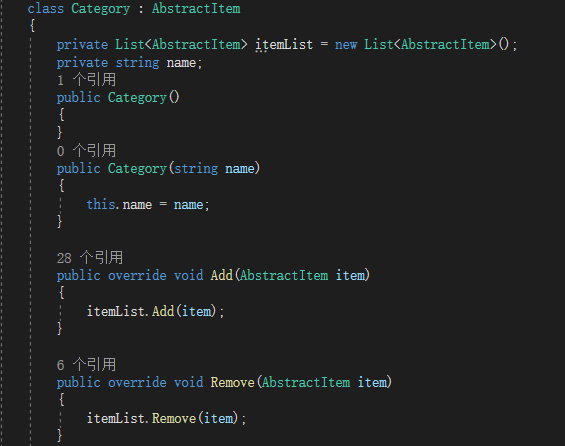 class Category : AbstractItem
{
private List<AbstractItem> itemList = new List<AbstractItem>();
private string name;
1 个引用
public Category()
{
}
0 个引用
public Category(string name)
{
this.name = name;
}
28 个引用
public override void Add(AbstractItem item)
{
itemList.Add(item);
}
6 个引用
public override void Remove(AbstractItem item)
{
itemList.Remove(item);
}